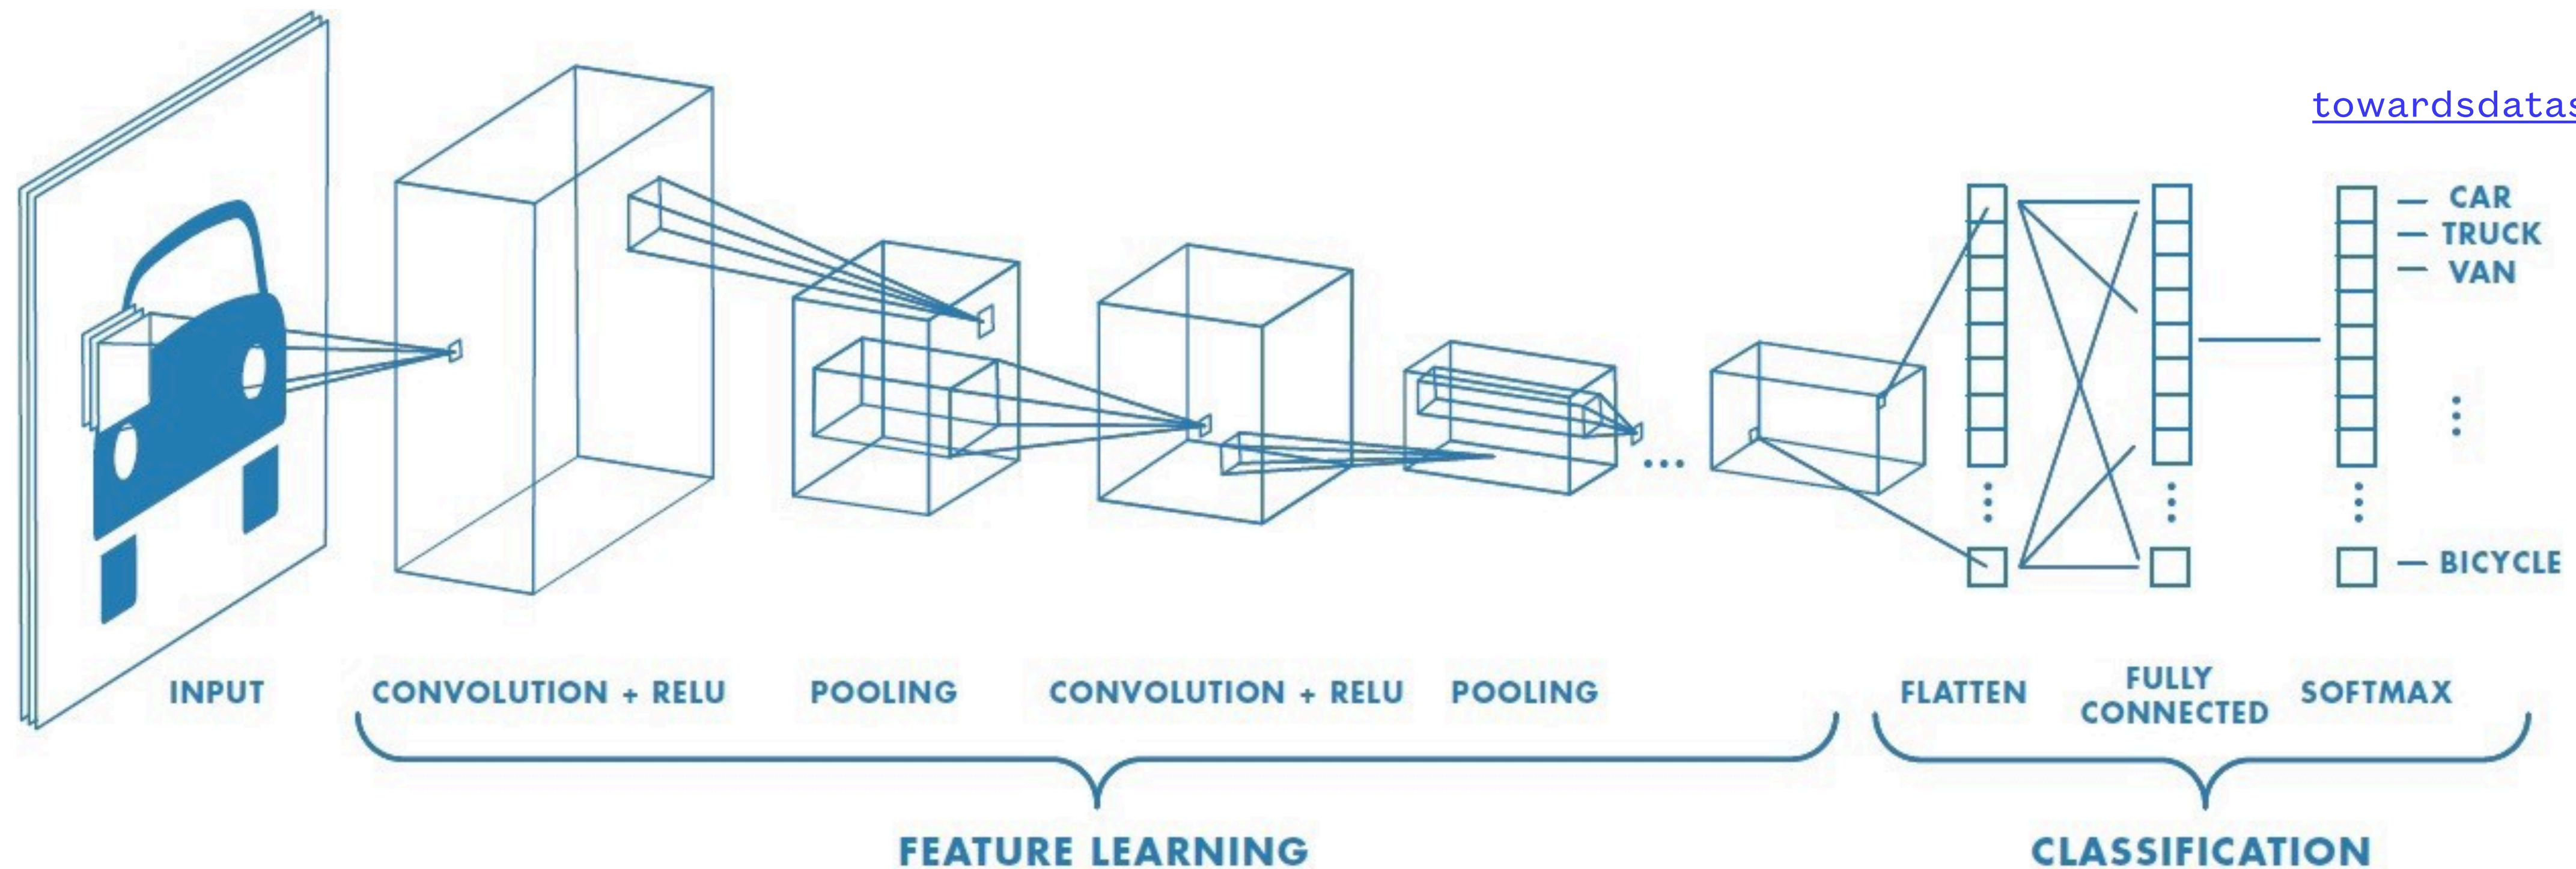 towardsdatas
— CAR
— TRUCK
— VAN
— BICYCLE
INPUT
CONVOLUTION + RELU
POOLING
CONVOLUTION + RELU
POOLING
FLATTEN
FULLY
CONNECTED
SOFTMAX
FEATURE LEARNING
CLASSIFICATION